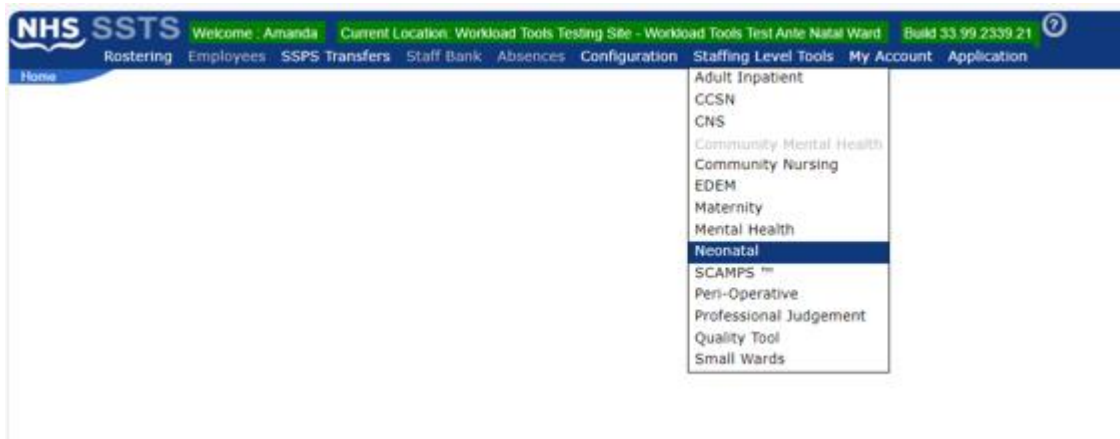 NHS SSTS Welcome : Amanda Current Location: Workload Tools Testing Site - Workload Tools Test Ante Natal Ward Build 33.99.2339.21 ?
Rostering Employees SSPS Transfers Staff Bank Absences Configuration Staffing Level Tools My Account Application
Home
Adult Inpatient
CCSN
CNS
Community Mental Health
Community Nursing
EDEM
Maternity
Mental Health
Neonatal
SCAMPS ™
Peri-Operative
Professional Judgement
Quality Tool
Small Wards